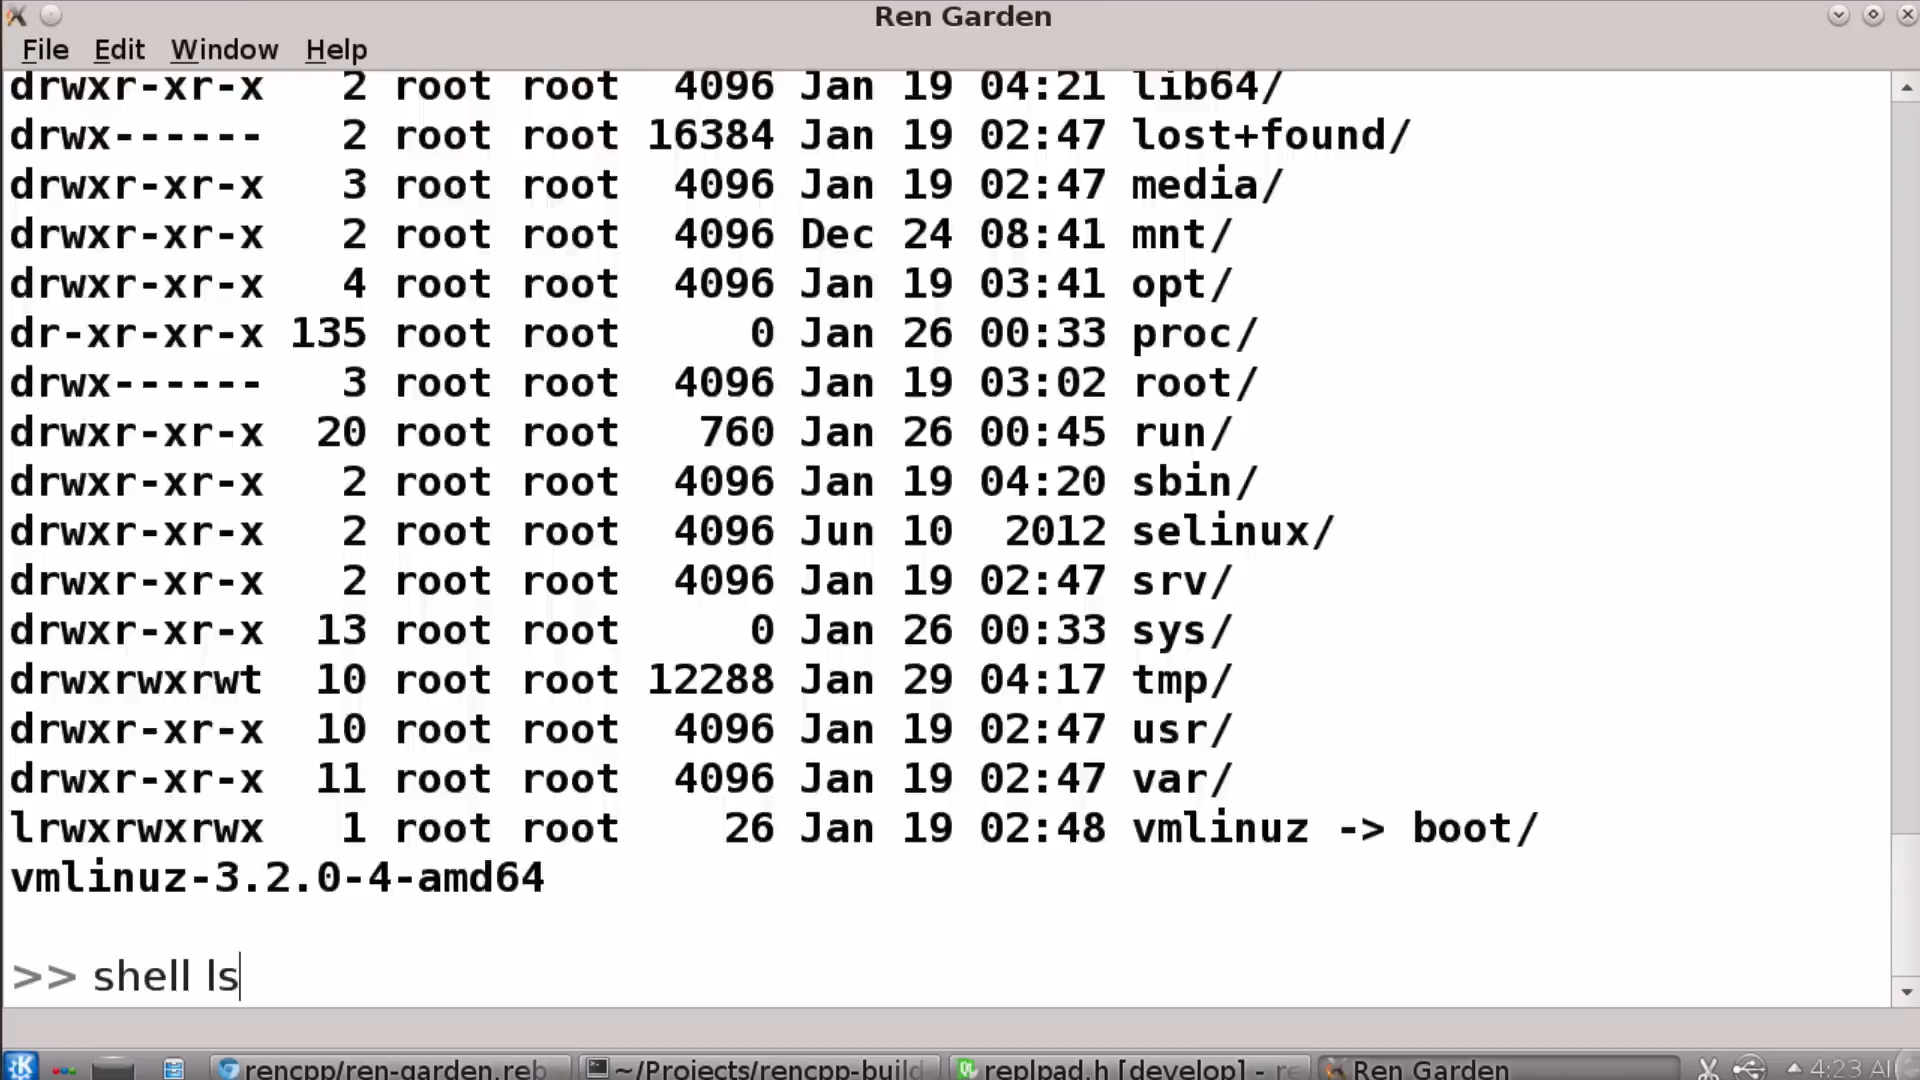 Ren Garden
File Edit Window Help
drwxr-xr-x   2 root root  4096 Jan 19 04:21 lib64/
drwx------   2 root root 16384 Jan 19 02:47 lost+found/
drwxr-xr-x   3 root root  4096 Jan 19 02:47 media/
drwxr-xr-x   2 root root  4096 Dec 24 08:41 mnt/
drwxr-xr-x   4 root root  4096 Jan 19 03:41 opt/
dr-xr-xr-x 135 root root     0 Jan 26 00:33 proc/
drwx------   3 root root  4096 Jan 19 03:02 root/
drwxr-xr-x  20 root root   760 Jan 26 00:45 run/
drwxr-xr-x   2 root root  4096 Jan 19 04:20 sbin/
drwxr-xr-x   2 root root  4096 Jun 10  2012 selinux/
drwxr-xr-x   2 root root  4096 Jan 19 02:47 srv/
drwxr-xr-x  13 root root     0 Jan 26 00:33 sys/
drwxrwxrwt  10 root root 12288 Jan 29 04:17 tmp/
drwxr-xr-x  10 root root  4096 Jan 19 02:47 usr/
drwxr-xr-x  11 root root  4096 Jan 19 02:47 var/
lrwxrwxrwx   1 root root    26 Jan 19 02:48 vmlinuz -> boot/
vmlinuz-3.2.0-4-amd64
>> shell ls
rencpp/ren-garden.reb ~/Projects/rencpp-build replpad.h [develop] - re Ren Garden 4:23 A